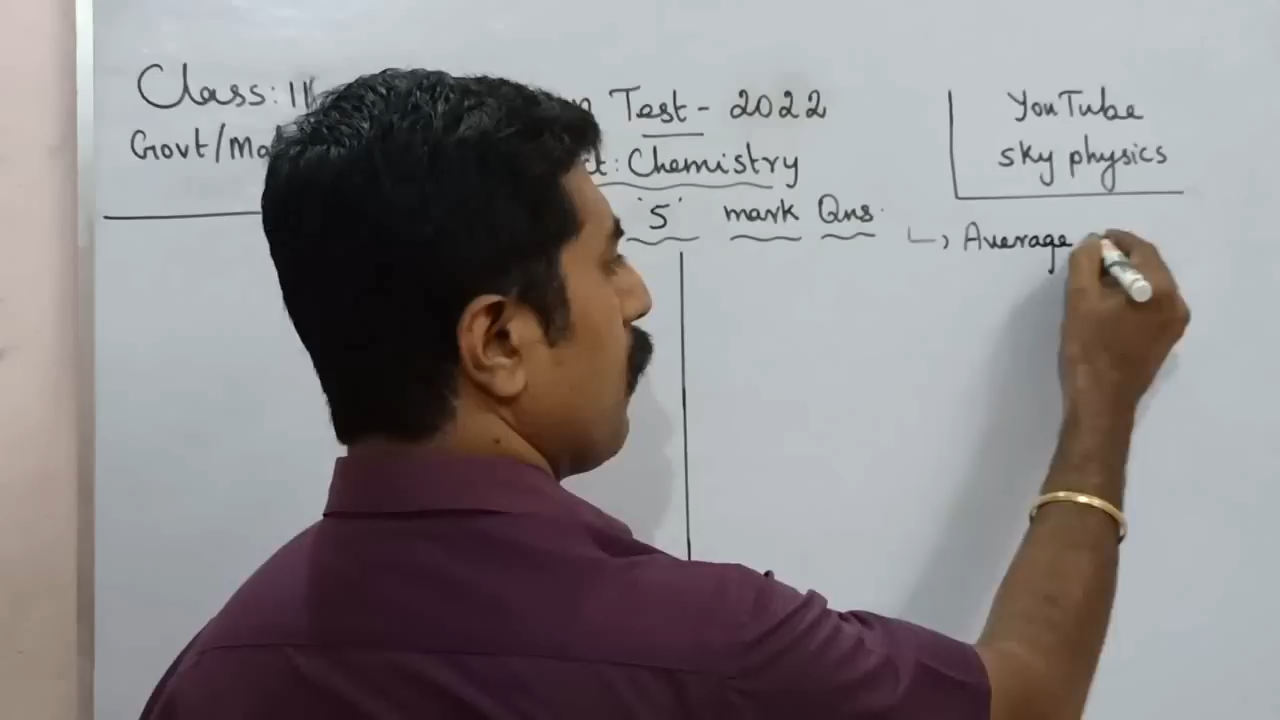 Class: 11 Test - 2022
Govt/Ma : Chemistry
'5' mark Qns.
YouTube
sky physics
↳ Average